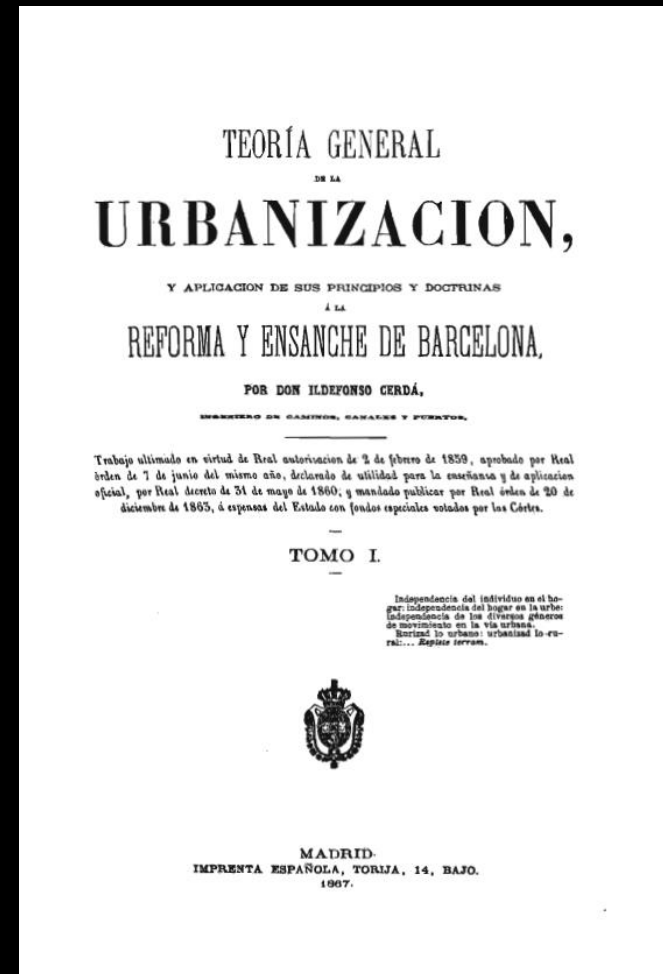 TEORÍA GENERAL
DE LA
URBANIZACION,
Y APLICACION DE SUS PRINCIPIOS Y DOCTRINAS
Á LA
REFORMA Y ENSANCHE DE BARCELONA,
POR DON ILDEFONSO CERDÁ,
INGENIERO DE CAMINOS, CANALES Y PUERTOS,
Trabajo ultimado en virtud de Real autorizacion de 2 de febrero de 1859, aprobado por Real
órden de 7 de junio del mismo año, declarado de utilidad para la enseñanza y de aplicacion
oficial, por Real decreto de 31 de mayo de 1860; y mandado publicar por Real órden de 20 de
diciembre de 1863, á espensas del Estado con fondos especiales votados por las Córtes.
TOMO I.
Independencia del individuo en el ho-
gar: independencia del hogar en la urbe:
independencia de los diversos géneros
de movimiento en la via urbana.
Rurizad lo urbano: urbanizad lo ru-
ral:... Replete terram.
MADRID.
IMPRENTA ESPAÑOLA, TORIJA, 14, BAJO.
1867.